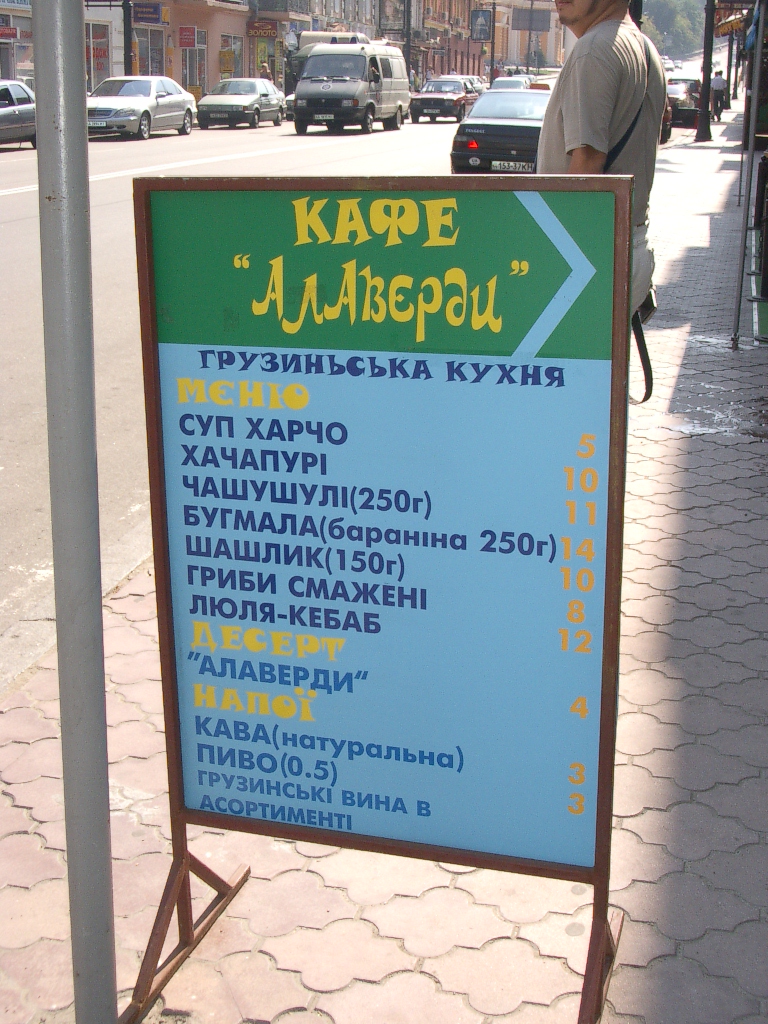 КАФЕ
"АЛАВЕРДИ"
ГРУЗИНЬСЬКА КУХНЯ
МЄНЮ
СУП ХАРЧО 5
ХАЧАПУРІ 10
ЧАШУШУЛІ(250г) 11
БУГМАЛА(бараніна 250г) 14
ШАШЛИК(150г) 10
ГРИБИ СМАЖЕНІ 8
ЛЮЛЯ-КЕБАБ 12
ДЕСЕРТ
"АЛАВЕРДИ" 4
НАПОЇ
КАВА(натуральна) 3
ПИВО(0.5) 3
ГРУЗИНСЬКІ ВИНА В
АСОРТИМЕНТІ